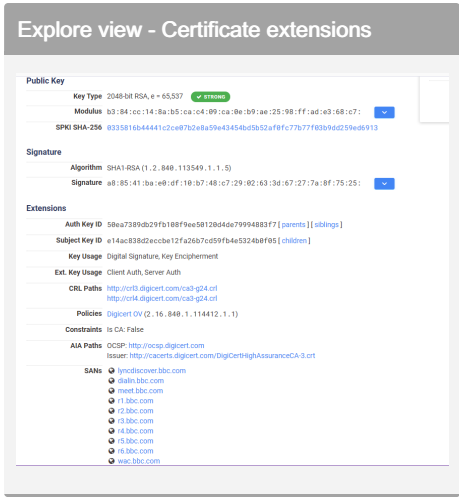 Explore view - Certificate extensions
Public Key
Key Type 2048-bit RSA, e = 65,537 ✔ STRONG
Modulus b3:84:cc:14:8a:b5:ca:c4:09:ca:0e:b9:ae:25:98:ff:ad:e3:68:c7:
SPKI SHA-256 0335816b44441c2ce07b2e8a59e43454bd5b52af0fc77b77f03b9dd259ed6913
Signature
Algorithm SHA1-RSA (1.2.840.113549.1.1.5)
Signature a8:85:41:ba:e0:df:10:b7:48:c7:29:02:63:3d:67:27:7a:8f:75:25:
Extensions
Auth Key ID 50ea7389db29fb108f9ee50120d4de79994883f7 [ parents ] [ siblings ]
Subject Key ID e14ac838d2eccbe12fa26b7cd59fb4e5324b0f05 [ children ]
Key Usage Digital Signature, Key Encipherment
Ext. Key Usage Client Auth, Server Auth
CRL Paths http://crl3.digicert.com/ca3-g24.crl
http://crl4.digicert.com/ca3-g24.crl
Policies Digicert OV (2.16.840.1.114412.1.1)
Constraints Is CA: False
AIA Paths OCSP: http://ocsp.digicert.com
Issuer: http://cacerts.digicert.com/DigiCertHighAssuranceCA-3.crt
SANs lyncdiscover.bbc.com
dialin.bbc.com
meet.bbc.com
r1.bbc.com
r2.bbc.com
r3.bbc.com
r4.bbc.com
r5.bbc.com
r6.bbc.com
wac.bbc.com